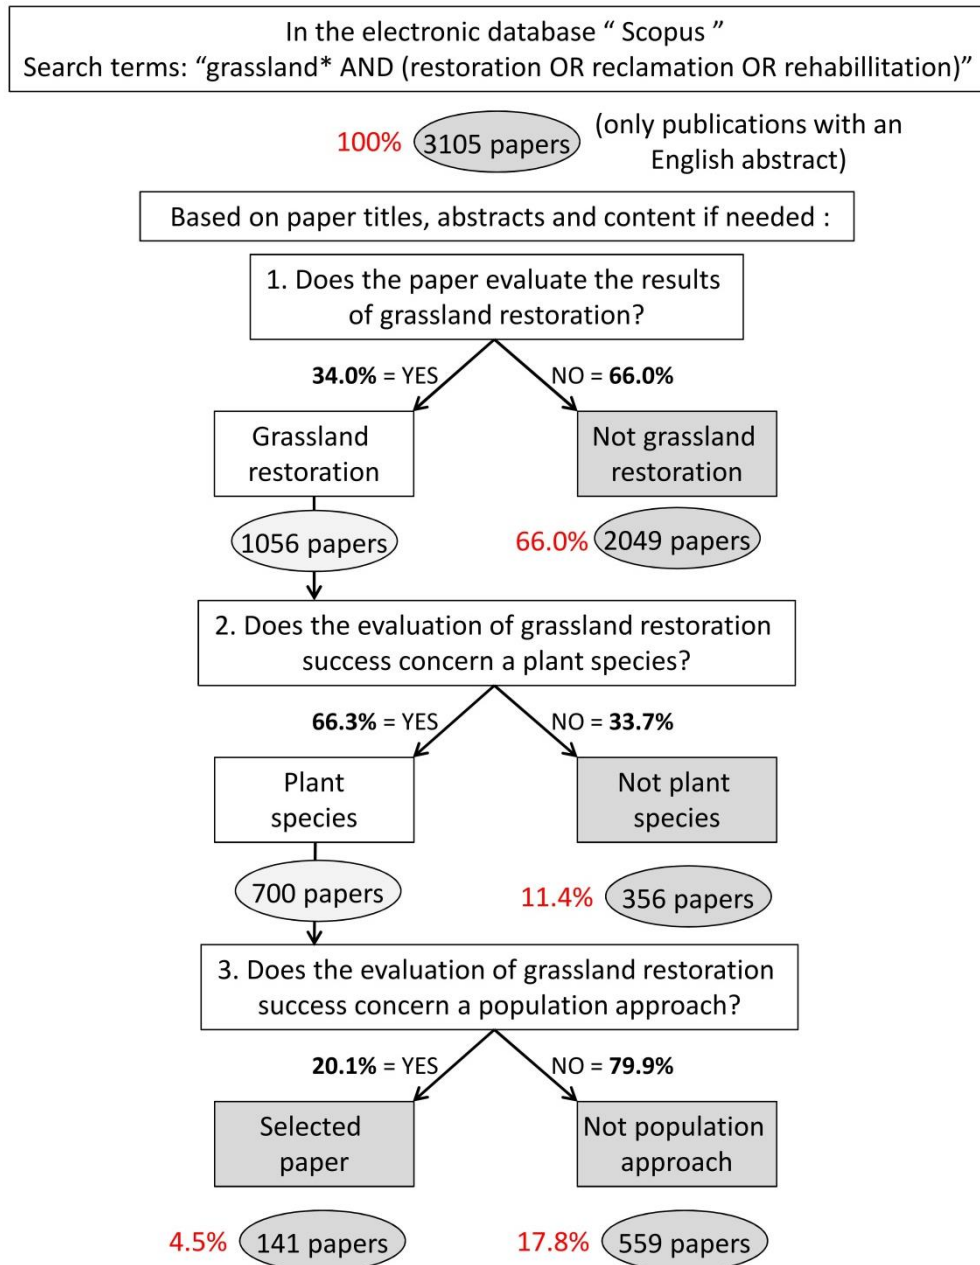 In the electronic database “ Scopus ”
Search terms: “grassland* AND (restoration OR reclamation OR rehabillitation)”
100% 3105 papers (only publications with an
English abstract)
Based on paper titles, abstracts and content if needed :
1. Does the paper evaluate the results
of grassland restoration?
34.0% = YES NO = 66.0%
Grassland
restoration
Not grassland
restoration
1056 papers
66.0% 2049 papers
2. Does the evaluation of grassland restoration
success concern a plant species?
66.3% = YES NO = 33.7%
Plant
species
Not plant
species
700 papers
11.4% 356 papers
3. Does the evaluation of grassland restoration
success concern a population approach?
20.1% = YES NO = 79.9%
Selected
paper
Not population
approach
4.5% 141 papers
17.8% 559 papers